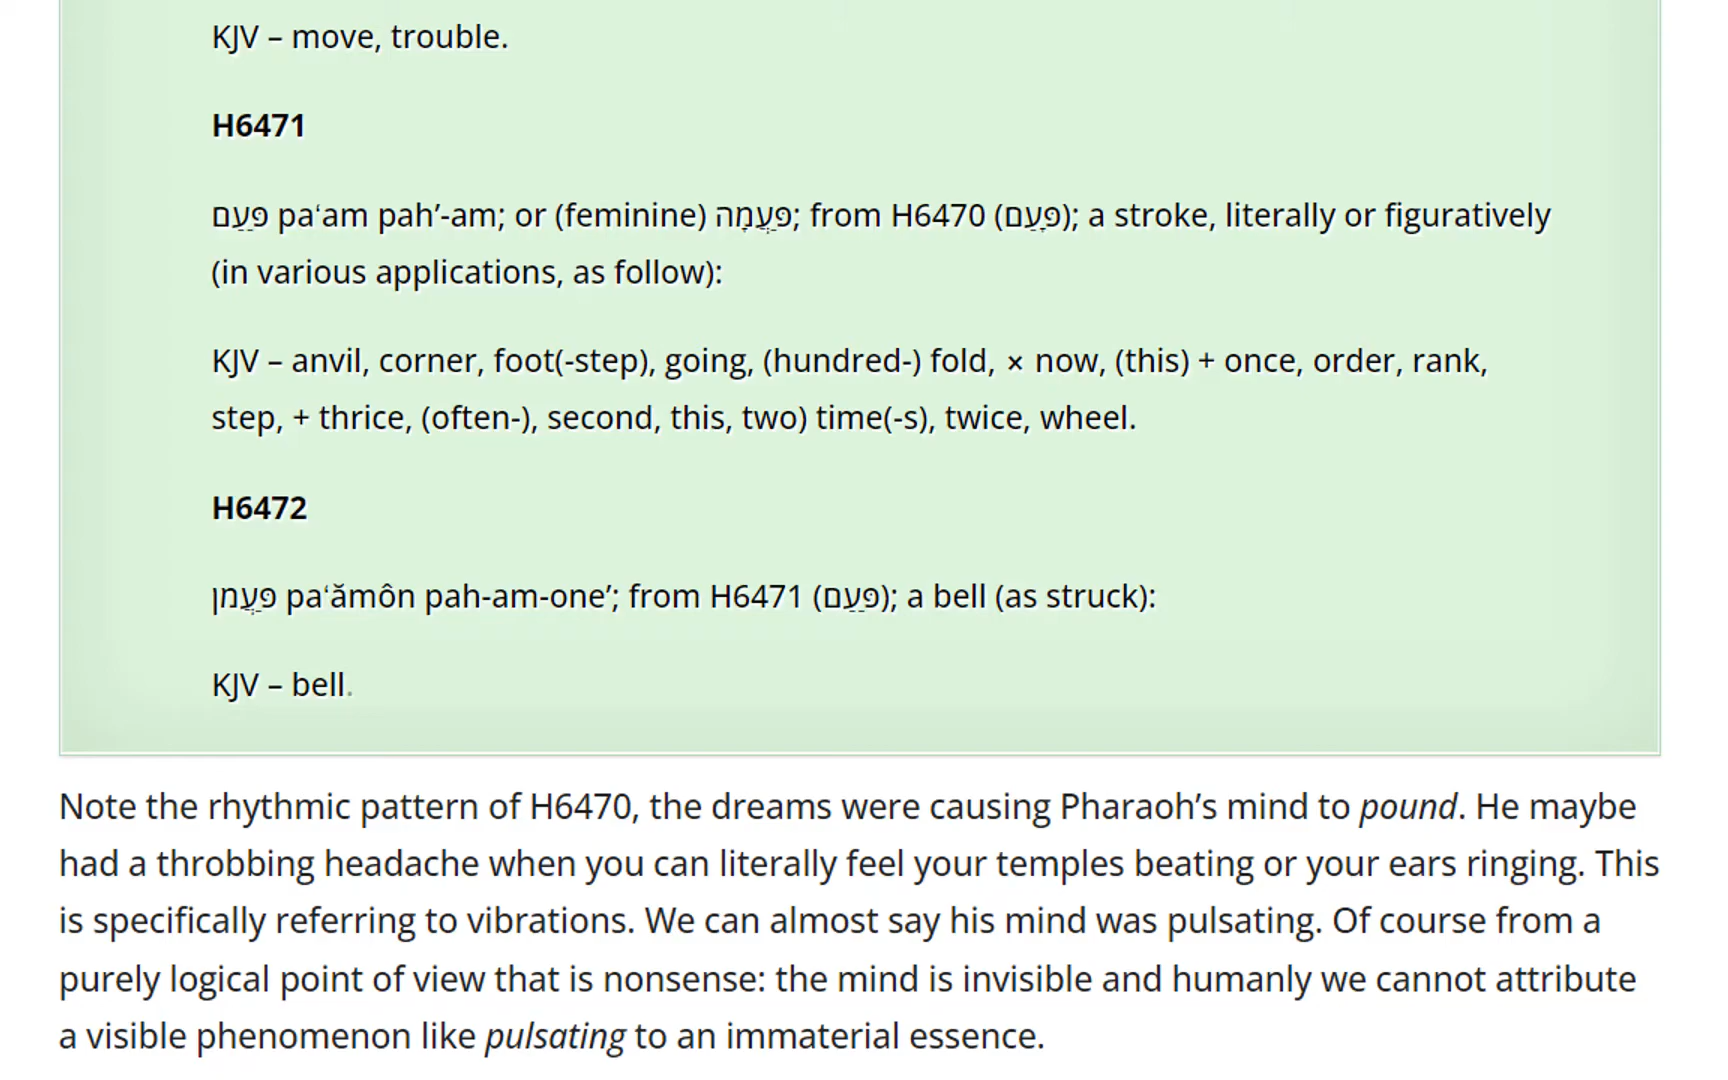 KJV – move, trouble.
H6471
פַּעַם pa‘am pah’-am; or (feminine) פַּעֲמָה; from H6470 (פָּעַם); a stroke, literally or figuratively
(in various applications, as follow):
KJV – anvil, corner, foot(-step), going, (hundred-) fold, × now, (this) + once, order, rank,
step, + thrice, (often-), second, this, two) time(-s), twice, wheel.
H6472
פַּעֲמֹן pa‘ămôn pah-am-one’; from H6471 (פַּעַם); a bell (as struck):
KJV – bell.
Note the rhythmic pattern of H6470, the dreams were causing Pharaoh’s mind to pound. He maybe
had a throbbing headache when you can literally feel your temples beating or your ears ringing. This
is specifically referring to vibrations. We can almost say his mind was pulsating. Of course from a
purely logical point of view that is nonsense: the mind is invisible and humanly we cannot attribute
a visible phenomenon like pulsating to an immaterial essence.